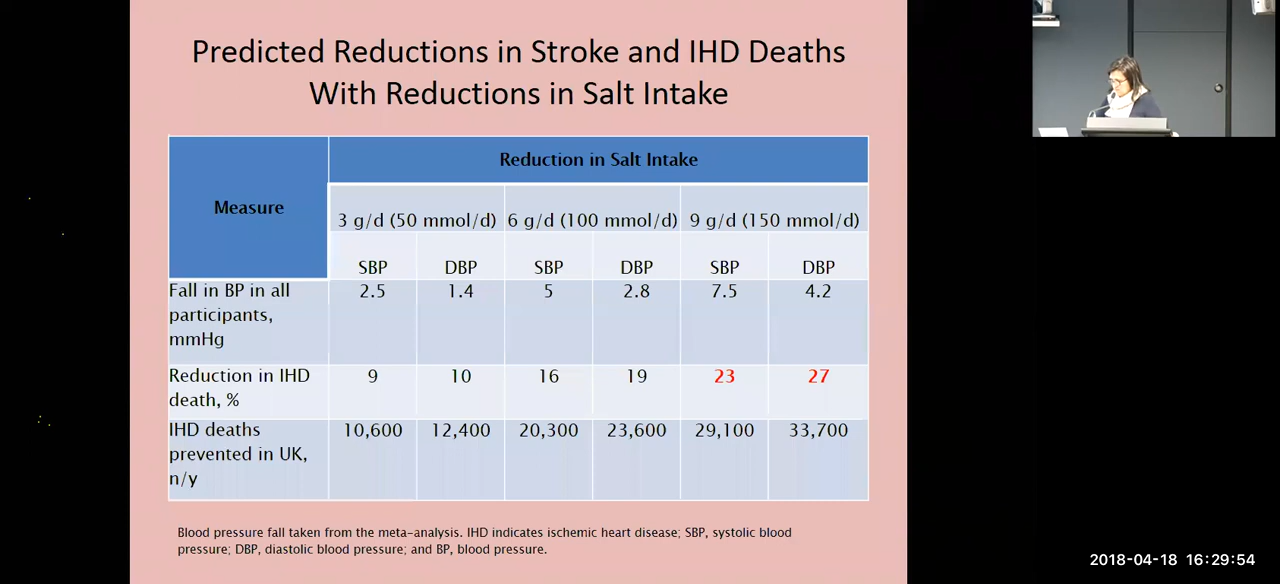 Predicted Reductions in Stroke and IHD Deaths
With Reductions in Salt Intake
Measure
Reduction in Salt Intake
3 g/d (50 mmol/d) 6 g/d (100 mmol/d) 9 g/d (150 mmol/d)
SBP DBP SBP DBP SBP DBP
Fall in BP in all 2.5 1.4 5 2.8 7.5 4.2
participants,
mmHg
Reduction in IHD 9 10 16 19 23 27
death, %
IHD deaths 10,600 12,400 20,300 23,600 29,100 33,700
prevented in UK,
n/y
Blood pressure fall taken from the meta-analysis. IHD indicates ischemic heart disease; SBP, systolic blood
pressure; DBP, diastolic blood pressure; and BP, blood pressure.
2018-04-18 16:29:54